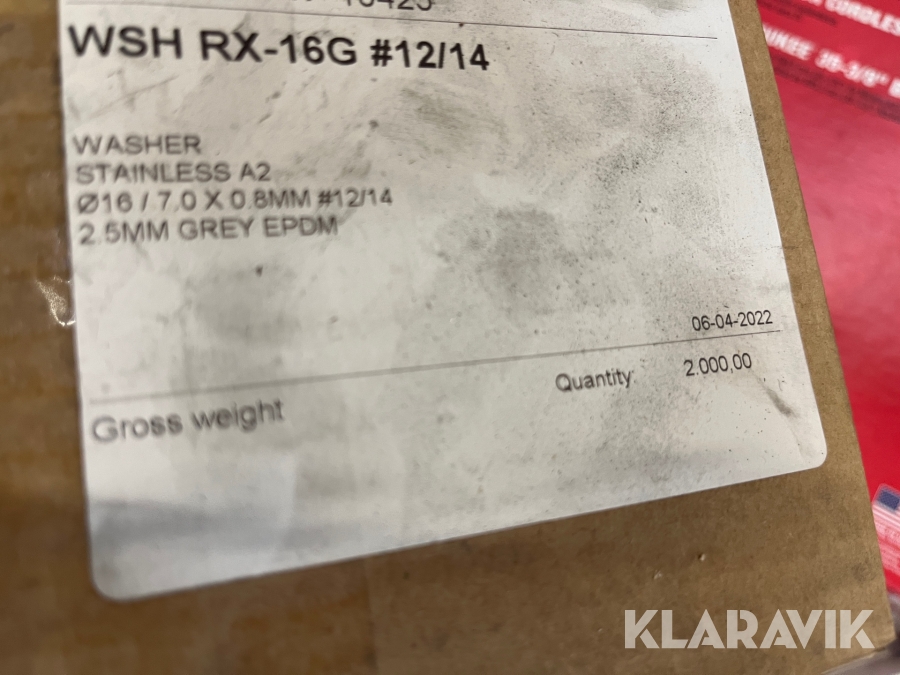 WSH RX-16G #12/14
WASHER
STAINLESS A2
Ø16 / 7.0 X 0.8MM #12/14
2.5MM GREY EPDM
06-04-2022
Quantity: 2.000,00
Gross weight
CORDLESS
KLARAVIK